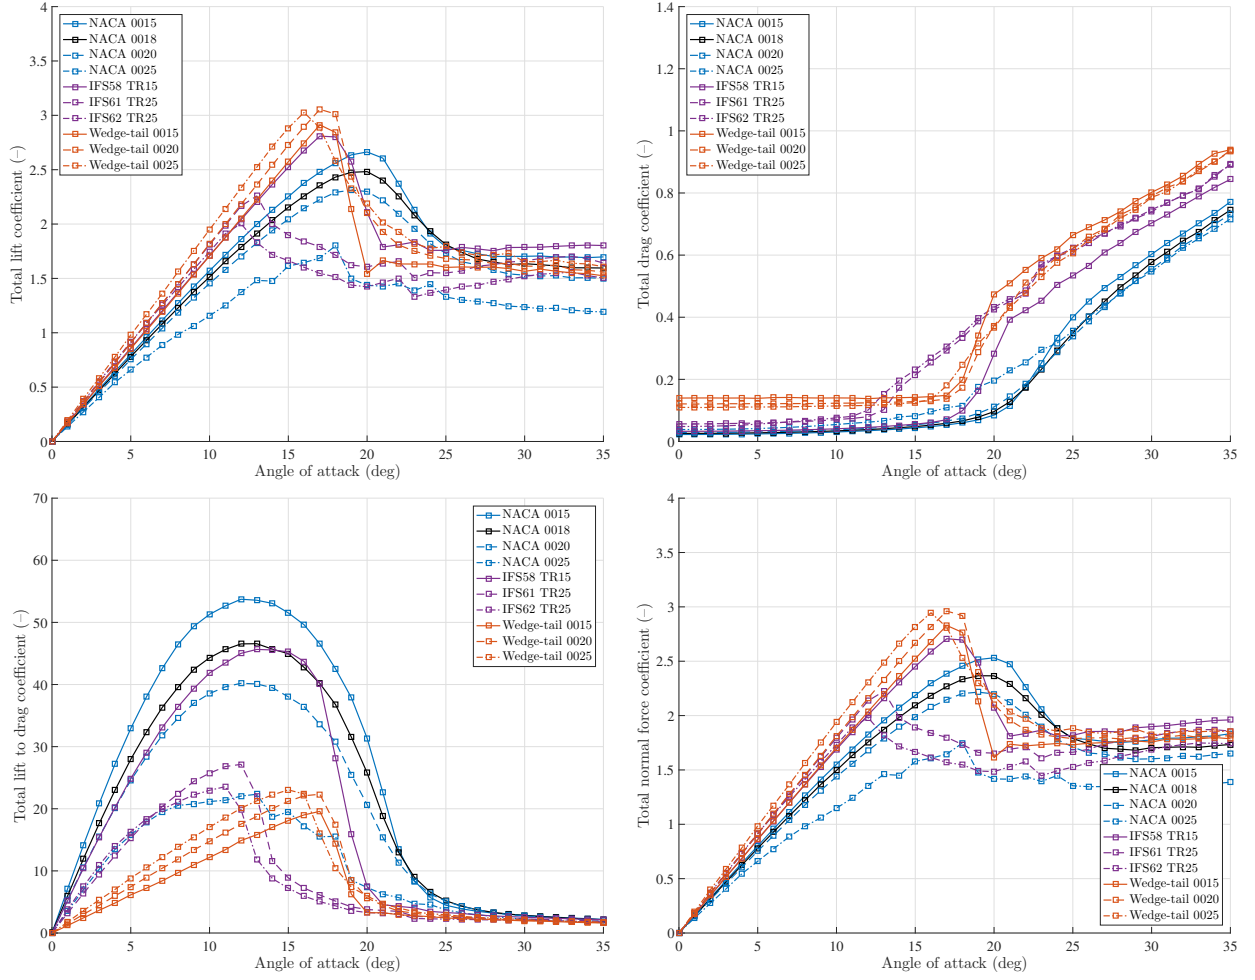 Total lift coefficient (−)
4
3.5
3
2.5
2
1.5
1
0.5
0
NACA 0015
NACA 0018
NACA 0020
NACA 0025
IFS58 TR15
IFS61 TR25
IFS62 TR25
Wedge-tail 0015
Wedge-tail 0020
Wedge-tail 0025
0 5 10 15 20 25 30 35
Angle of attack (deg)
Total drag coefficient (−)
1.4
1.2
1
0.8
0.6
0.4
0.2
0
NACA 0015
NACA 0018
NACA 0020
NACA 0025
IFS58 TR15
IFS61 TR25
IFS62 TR25
Wedge-tail 0015
Wedge-tail 0020
Wedge-tail 0025
0 5 10 15 20 25 30 35
Angle of attack (deg)
Total lift to drag coefficient (−)
70
60
50
40
30
20
10
0
NACA 0015
NACA 0018
NACA 0020
NACA 0025
IFS58 TR15
IFS61 TR25
IFS62 TR25
Wedge-tail 0015
Wedge-tail 0020
Wedge-tail 0025
0 5 10 15 20 25 30 35
Angle of attack (deg)
Total normal force coefficient (−)
4
3.5
3
2.5
2
1.5
1
0.5
0
NACA 0015
NACA 0018
NACA 0020
NACA 0025
IFS58 TR15
IFS61 TR25
IFS62 TR25
Wedge-tail 0015
Wedge-tail 0020
Wedge-tail 0025
0 5 10 15 20 25 30 35
Angle of attack (deg)